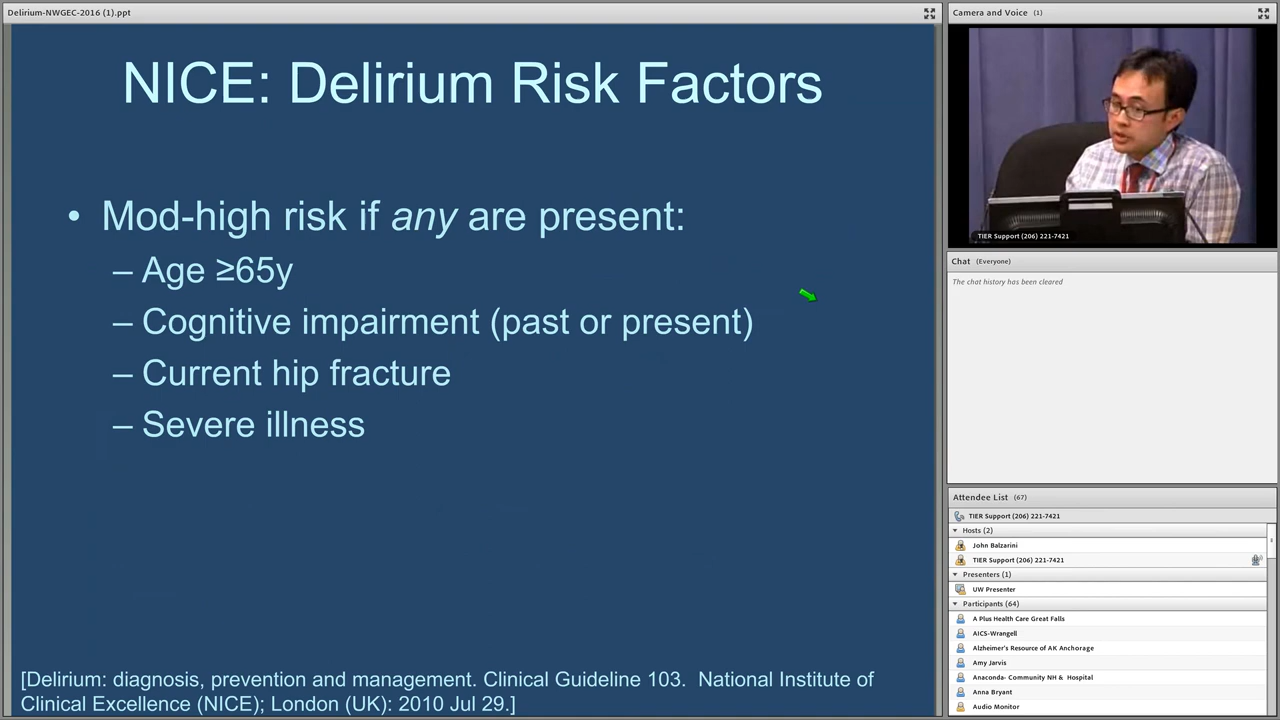 Delirium-NWGEC-2016 (1).ppt
NICE: Delirium Risk Factors
• Mod-high risk if any are present:
– Age ≥65y
– Cognitive impairment (past or present)
– Current hip fracture
– Severe illness
[Delirium: diagnosis, prevention and management. Clinical Guideline 103.  National Institute of
Clinical Excellence (NICE); London (UK): 2010 Jul 29.]
Camera and Voice (1)
TIER Support (206) 221-7421
Chat (Everyone)
The chat history has been cleared
Attendee List (67)
TIER Support (206) 221-7421
Hosts (2)
John Balzarini
TIER Support (206) 221-7421
Presenters (1)
UW Presenter
Participants (64)
A Plus Health Care Great Falls
AICS-Wrangell
Alzheimer's Resource of AK Anchorage
Amy Jarvis
Anaconda- Community NH &  Hospital
Anna Bryant
Audio Monitor